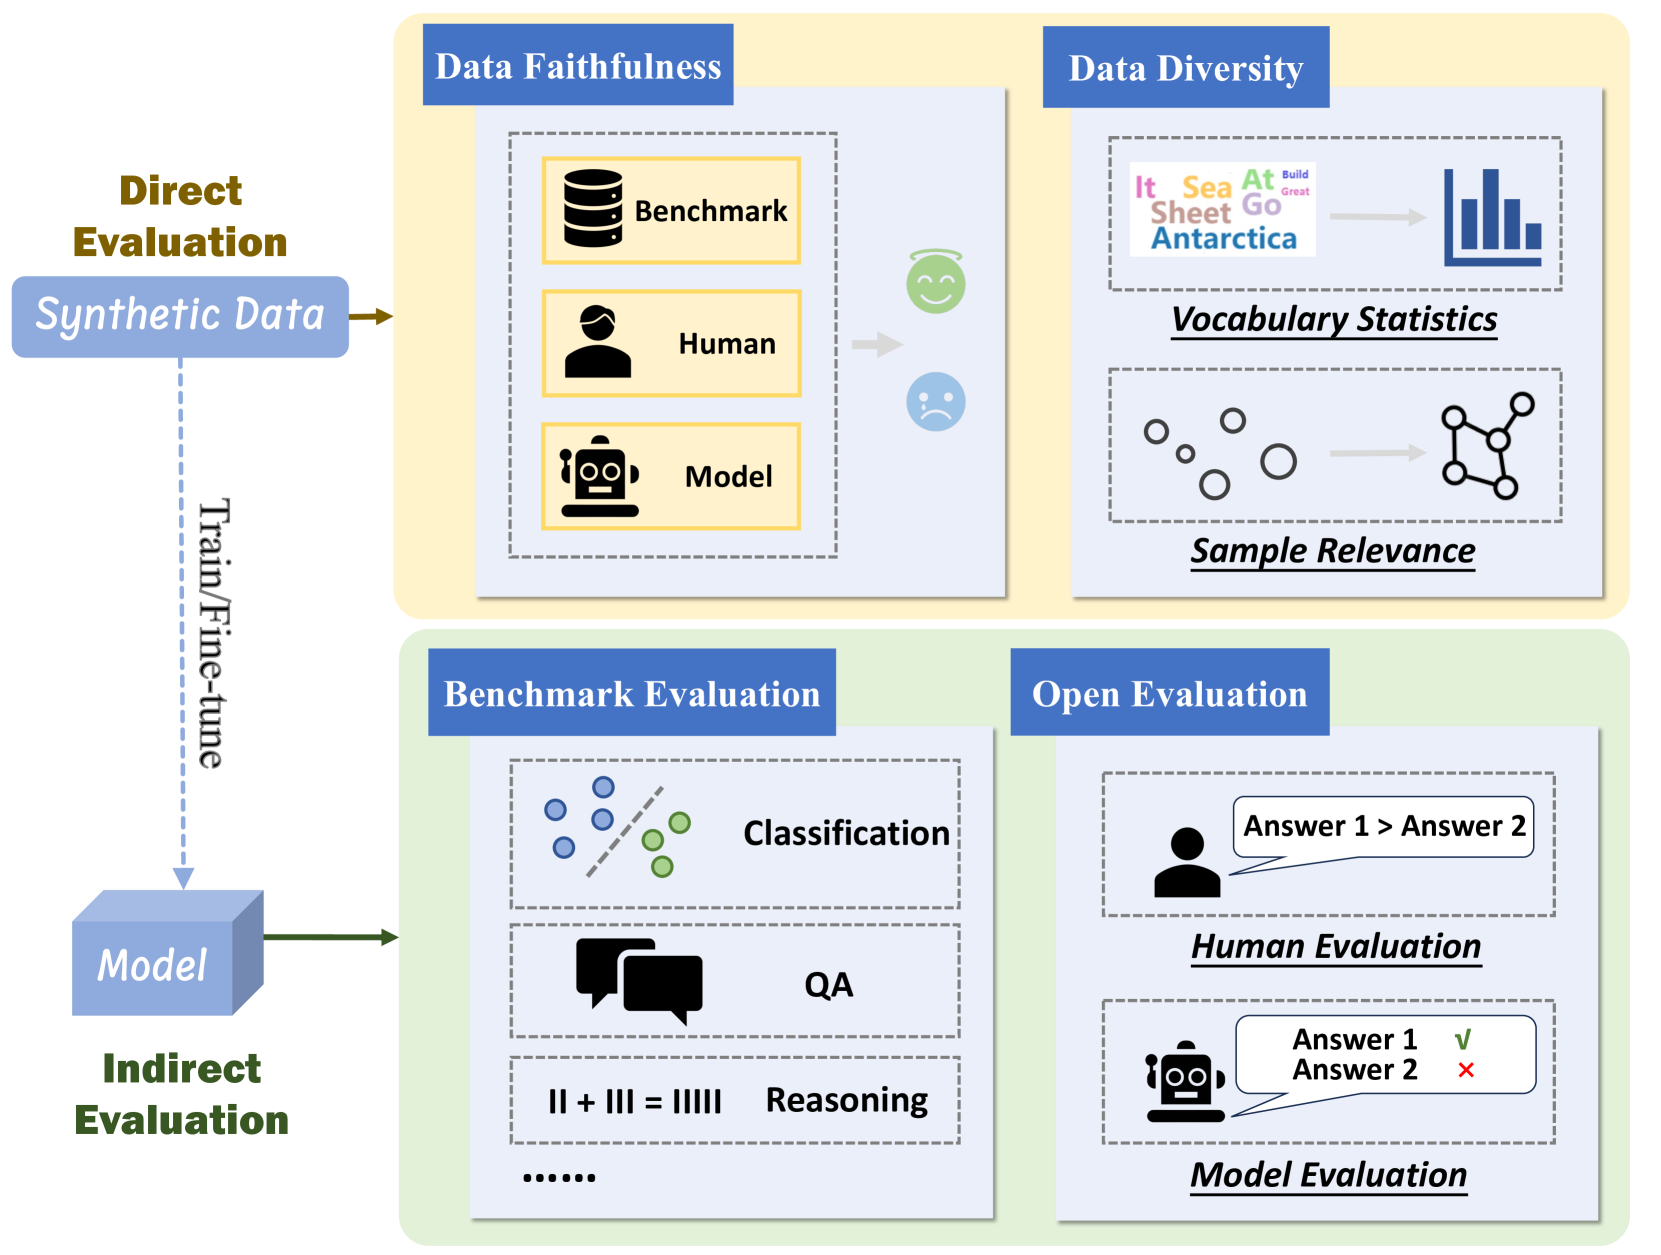 Direct
Evaluation
Synthetic Data
Train/Fine-tune
Model
Indirect
Evaluation
Data Faithfulness
Benchmark
Human
Model
Data Diversity
It Sea At Build
Great
Sheet Go
Antarctica
Vocabulary Statistics
Sample Relevance
Benchmark Evaluation
Classification
QA
II + III = IIIII Reasoning
......
Open Evaluation
Answer 1 > Answer 2
Human Evaluation
Answer 1 √
Answer 2 ×
Model Evaluation